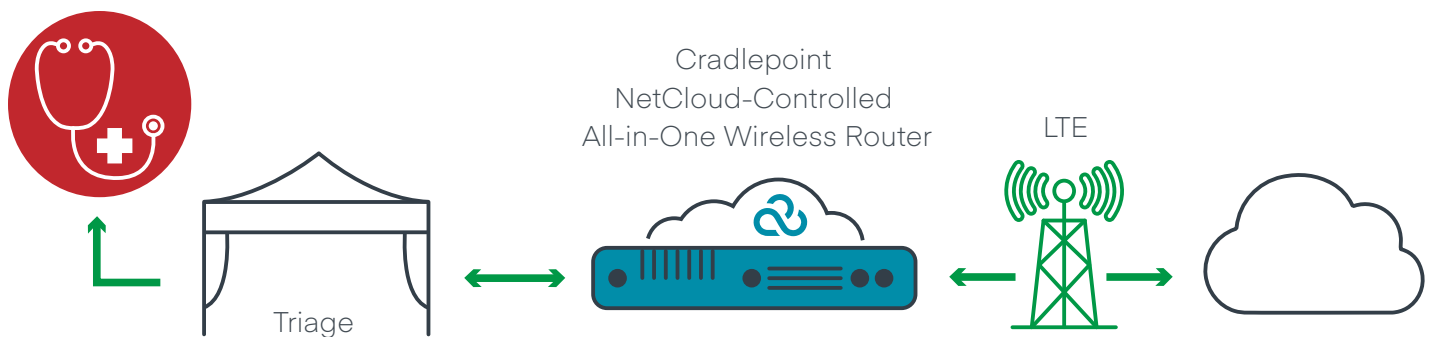 Cradlepoint
NetCloud-Controlled
All-in-One Wireless Router
LTE
Triage